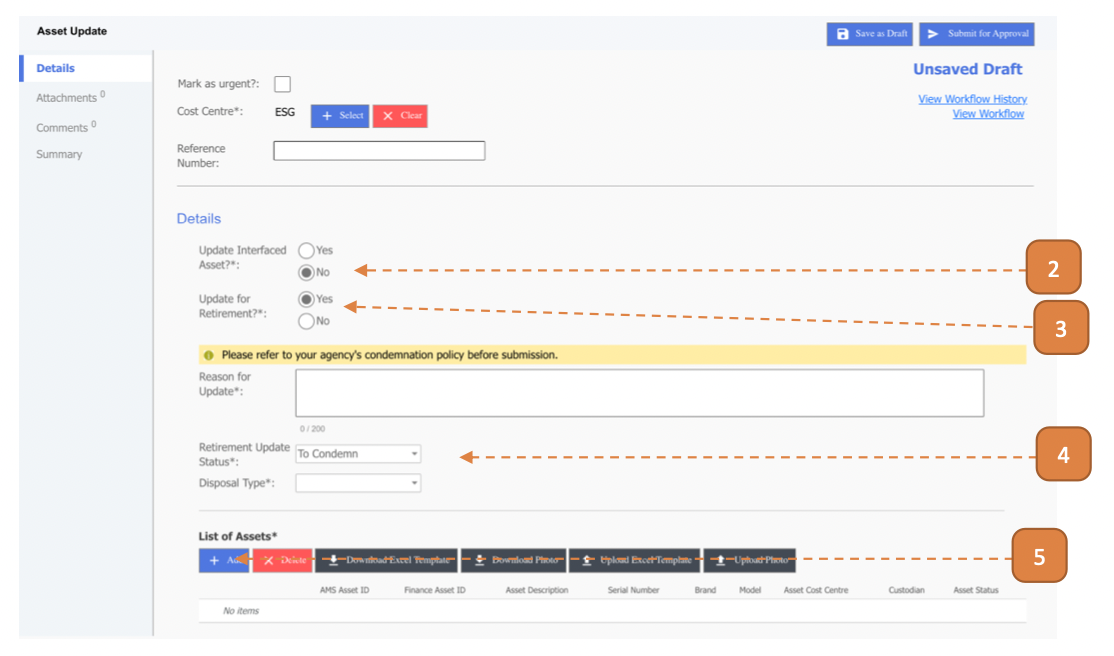 Asset Update
Save as Draft
Submit for Approval
Details
Attachments 0
Comments 0
Summary
Unsaved Draft
View Workflow History
View Workflow
Mark as urgent?:
Cost Centre*: ESG + Select X Clear
Reference
Number:
Details
Update Interfaced
Asset?*:
Yes
No
2
Update for
Retirement?*:
Yes
No
3
Please refer to your agency's condemnation policy before submission.
Reason for
Update*:
0 / 200
Retirement Update
Status*:
To Condemn
4
Disposal Type*:
List of Assets*
+ Add X Delete Download Excel Template Download Photo Upload Excel Template Upload Photo
5
AMS Asset ID Finance Asset ID Asset Description Serial Number Brand Model Asset Cost Centre Custodian Asset Status
No items